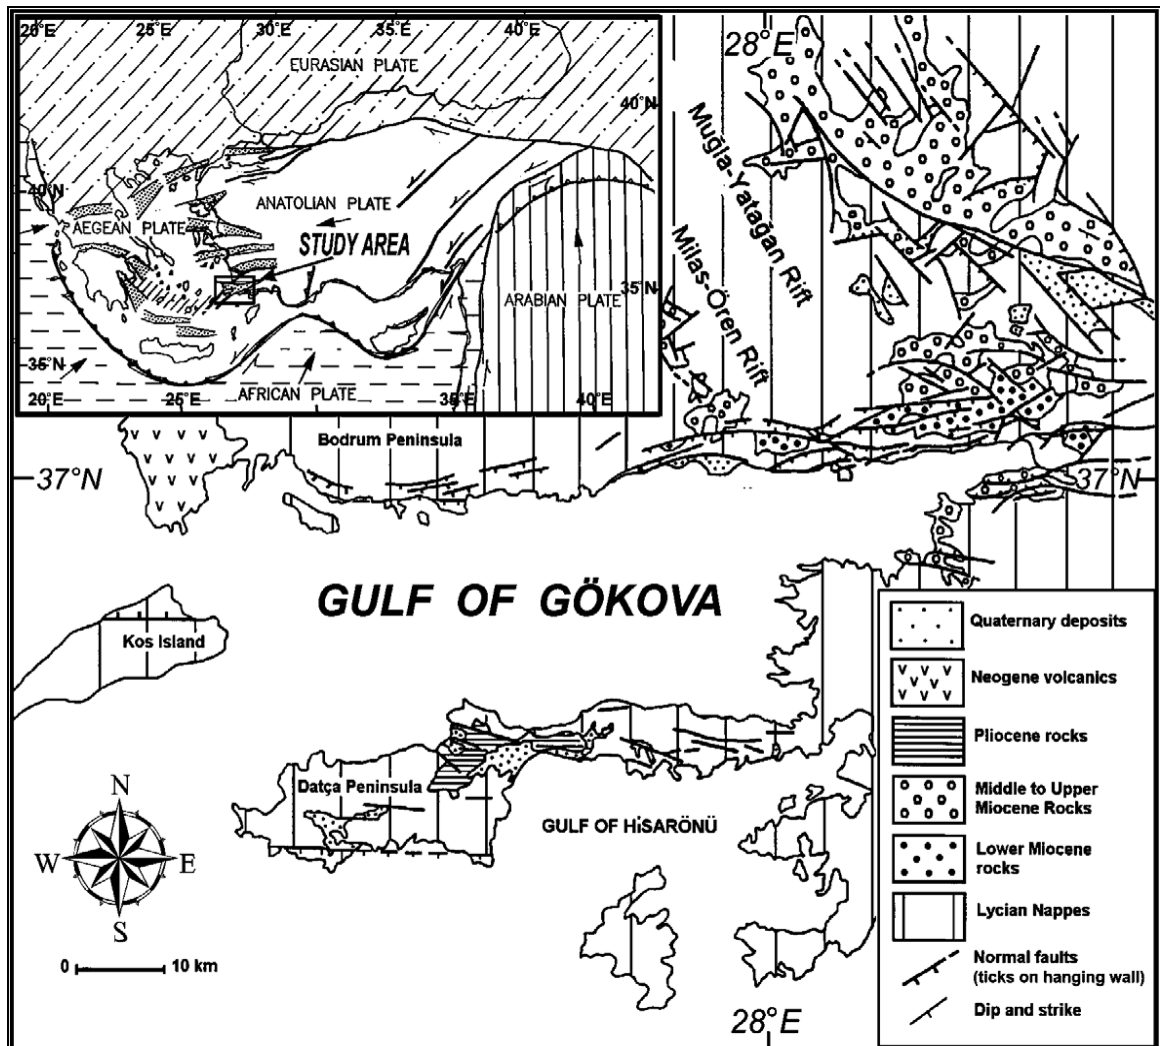 20°E 25°E 30°E 35°E 40°E
EURASIAN PLATE
40°N
40°N
ANATOLIAN PLATE
AEGEAN PLATE
STUDY AREA
ARABIAN PLATE
35°N
35°N
AFRICAN PLATE
20°E 25°E 35°E 40°E
28°E
Muğla-Yatağan Rift
Milas-Ören Rift
Bodrum Peninsula
37°N
37°N
GULF OF GÖKOVA
Kos Island
Datça Peninsula
GULF OF HiSARÖNÜ
N
W E
S
0 10 km
28°E
Quaternary deposits
Neogene volcanics
Pliocene rocks
Middle to Upper
Miocene Rocks
Lower Miocene
rocks
Lycian Nappes
Normal faults
(ticks on hanging wall)
Dip and strike